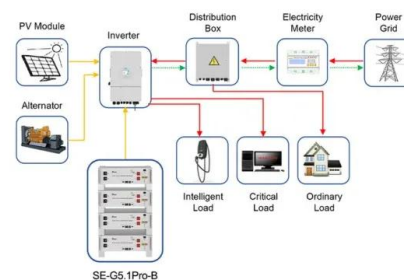 PV Module
Inverter
Distribution
Box
Electricity
Meter
Power
Grid
Alternator
Intelligent
Load
Critical
Load
Ordinary
Load
SE-G5.1Pro-B